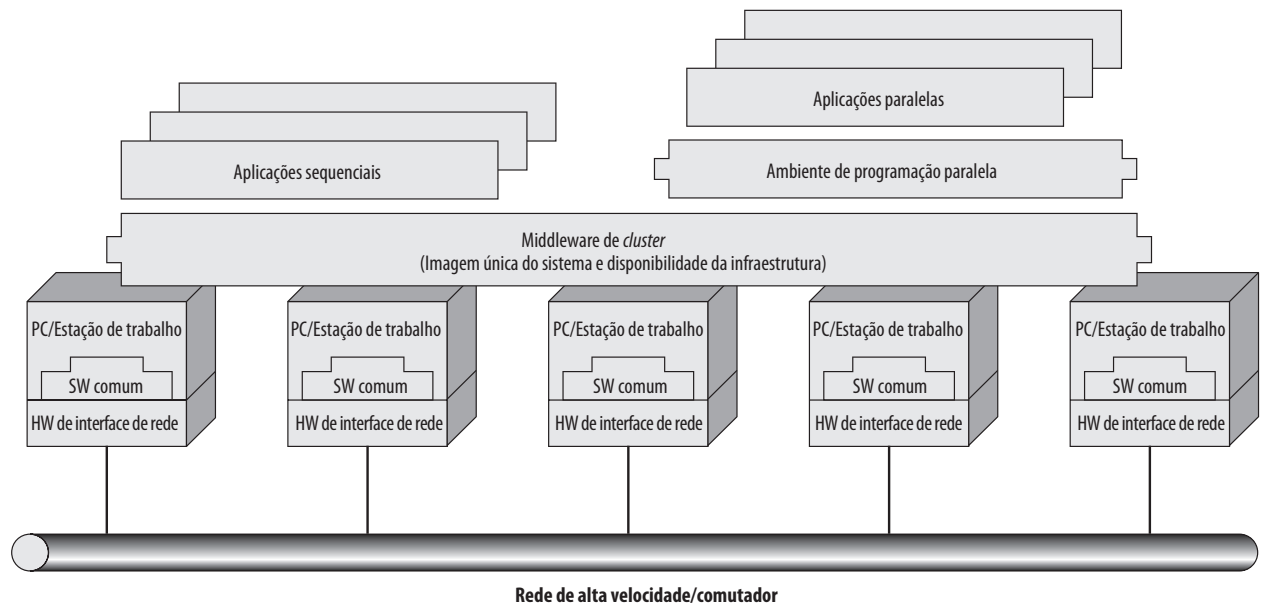 Aplicações paralelas
Aplicações sequenciais
Ambiente de programação paralela
Middleware de cluster
(Imagem única do sistema e disponibilidade da infraestrutura)
PC/Estação de trabalho
SW comum
HW de interface de rede
PC/Estação de trabalho
SW comum
HW de interface de rede
PC/Estação de trabalho
SW comum
HW de interface de rede
PC/Estação de trabalho
SW comum
HW de interface de rede
PC/Estação de trabalho
SW comum
HW de interface de rede
Rede de alta velocidade/comutador